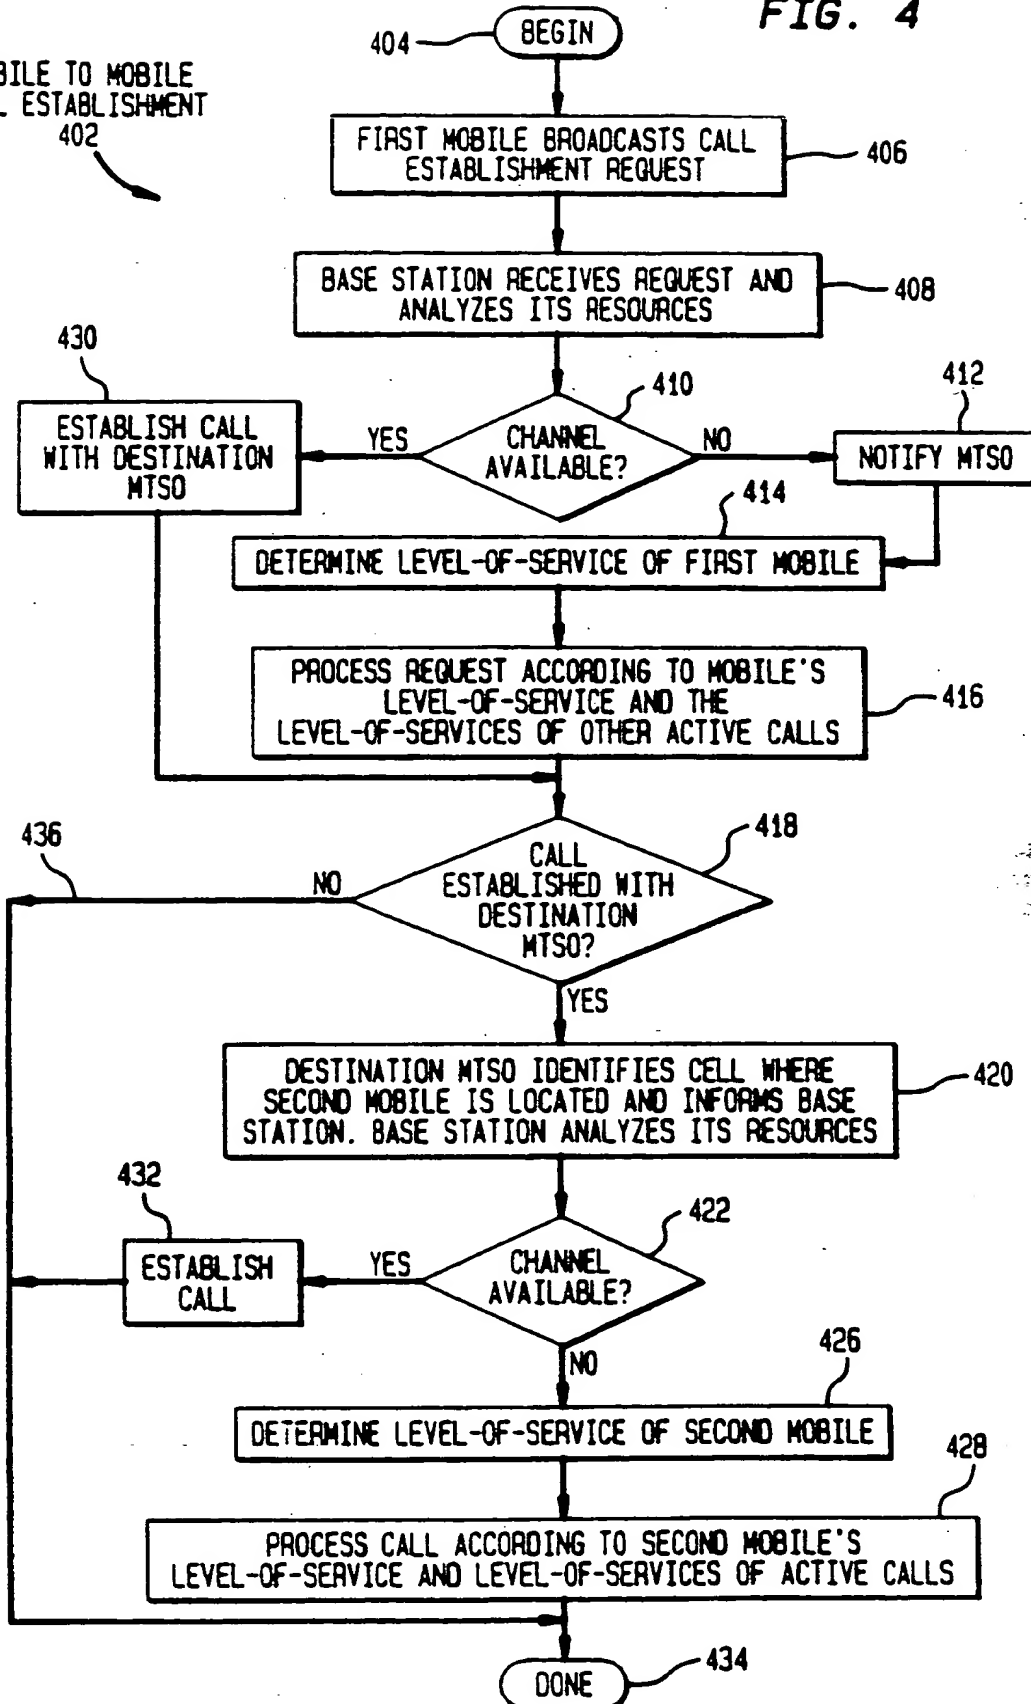 FIG. 4
404
BEGIN
BILE TO MOBILE
L ESTABLISHMENT
402
FIRST MOBILE BROADCASTS CALL
ESTABLISHMENT REQUEST
406
BASE STATION RECEIVES REQUEST AND
ANALYZES ITS RESOURCES
408
430
410
412
ESTABLISH CALL
WITH DESTINATION
MTSO
YES
CHANNEL
AVAILABLE?
NO
NOTIFY MTSO
414
DETERMINE LEVEL-OF-SERVICE OF FIRST MOBILE
PROCESS REQUEST ACCORDING TO MOBILE'S
LEVEL-OF-SERVICE AND THE
LEVEL-OF-SERVICES OF OTHER ACTIVE CALLS
416
436
418
NO
CALL
ESTABLISHED WITH
DESTINATION
MTSO?
YES
DESTINATION MTSO IDENTIFIES CELL WHERE
SECOND MOBILE IS LOCATED AND INFORMS BASE
STATION. BASE STATION ANALYZES ITS RESOURCES
420
432
422
ESTABLISH
CALL
YES
CHANNEL
AVAILABLE?
NO
426
DETERMINE LEVEL-OF-SERVICE OF SECOND MOBILE
428
PROCESS CALL ACCORDING TO SECOND MOBILE'S
LEVEL-OF-SERVICE AND LEVEL-OF-SERVICES OF ACTIVE CALLS
DONE
434